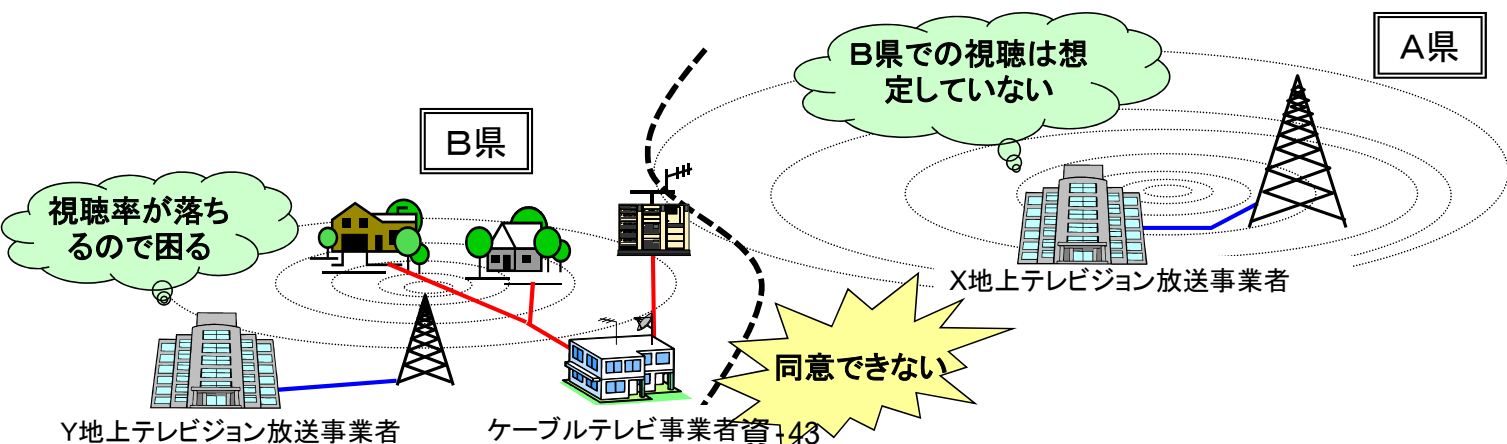 A県
B県での視聴は想
定していない
B県
視聴率が落ち
るので困る
X地上テレビジョン放送事業者
同意できない
Y地上テレビジョン放送事業者
ケーブルテレビ事業者
資-43